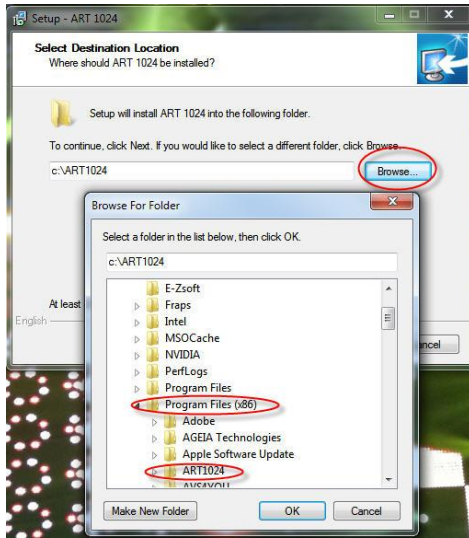 Setup - ART 1024
Select Destination Location
Where should ART 1024 be installed?
Setup will install ART 1024 into the following folder.
To continue, click Next. If you would like to select a different folder, click Browse.
c:\ART1024
Browse...
Browse For Folder
Select a folder in the list below, then click OK.
c:\ART1024
E-Zsoft
Fraps
Intel
MSOCache
NVIDIA
PerfLogs
Program Files
Program Files (x86)
Adobe
AGEIA Technologies
Apple Software Update
ART1024
AVS4YOU
At least
English
ncel
Make New Folder
OK
Cancel